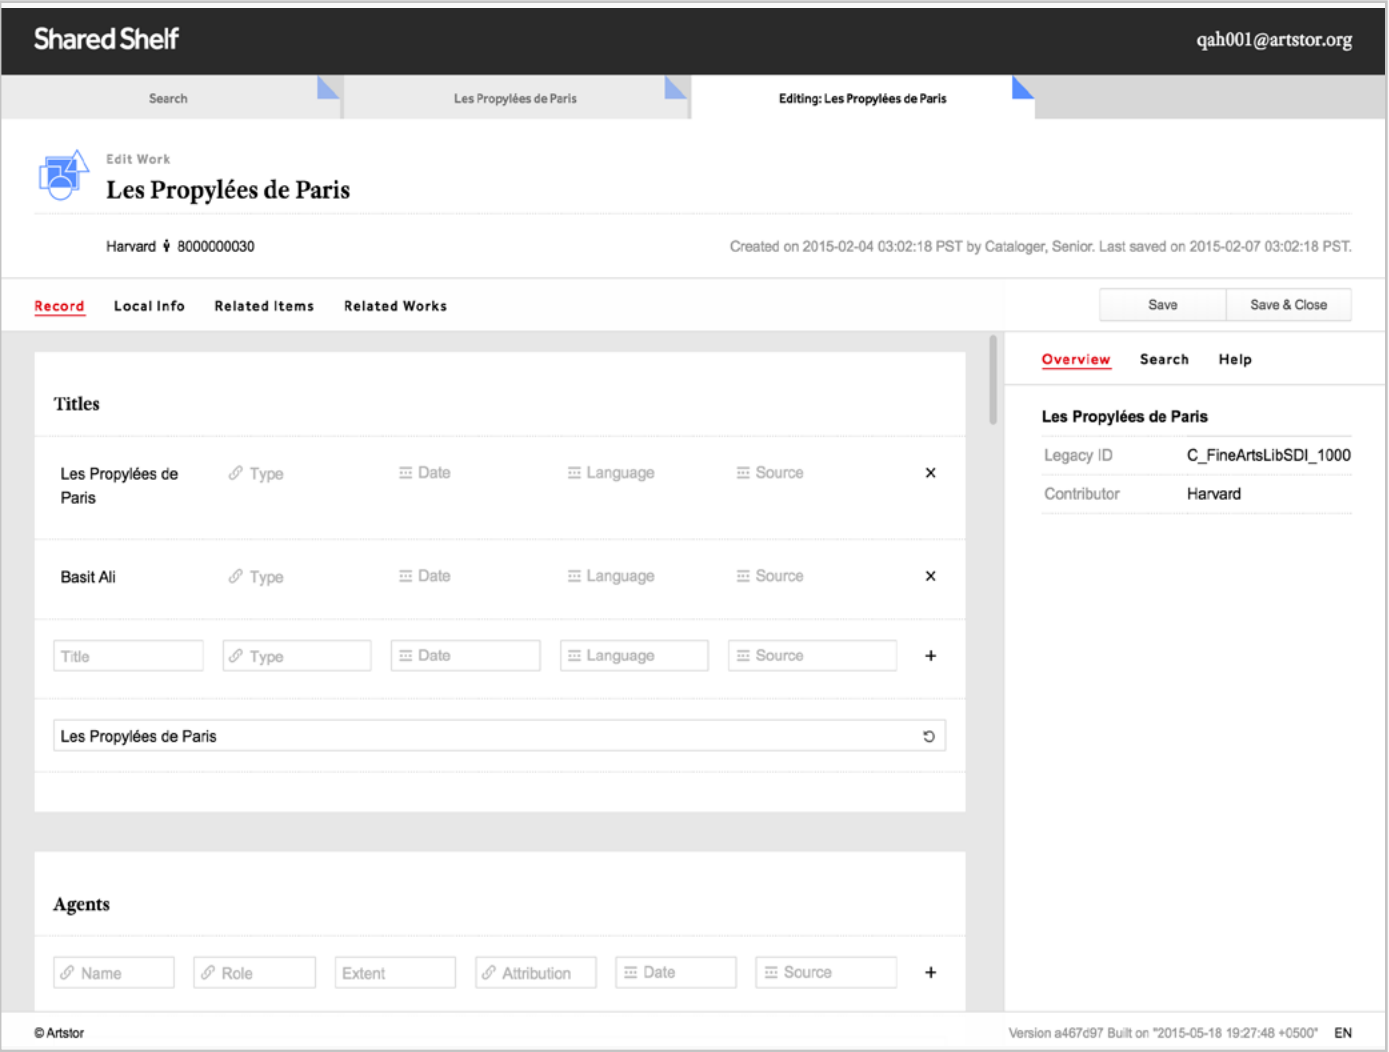 Shared Shelf
qah001@artstor.org
Search
Les Propylées de Paris
Editing: Les Propylées de Paris
Edit Work
Les Propylées de Paris
Harvard 8000000030
Created on 2015-02-04 03:02:18 PST by Cataloger, Senior. Last saved on 2015-02-07 03:02:18 PST.
Record Local Info Related Items Related Works
Save Save & Close
Overview Search Help
Titles
Les Propylées de
Paris
Type Date Language Source ×
Basit Ali Type Date Language Source ×
Title Type Date Language Source +
Les Propylées de Paris
Agents
Name Role Extent Attribution Date Source +
Les Propylées de Paris
Legacy ID C_FineArtsLibSDI_1000
Contributor Harvard
© Artstor
Version a467d97 Built on "2015-05-18 19:27:48 +0500" EN